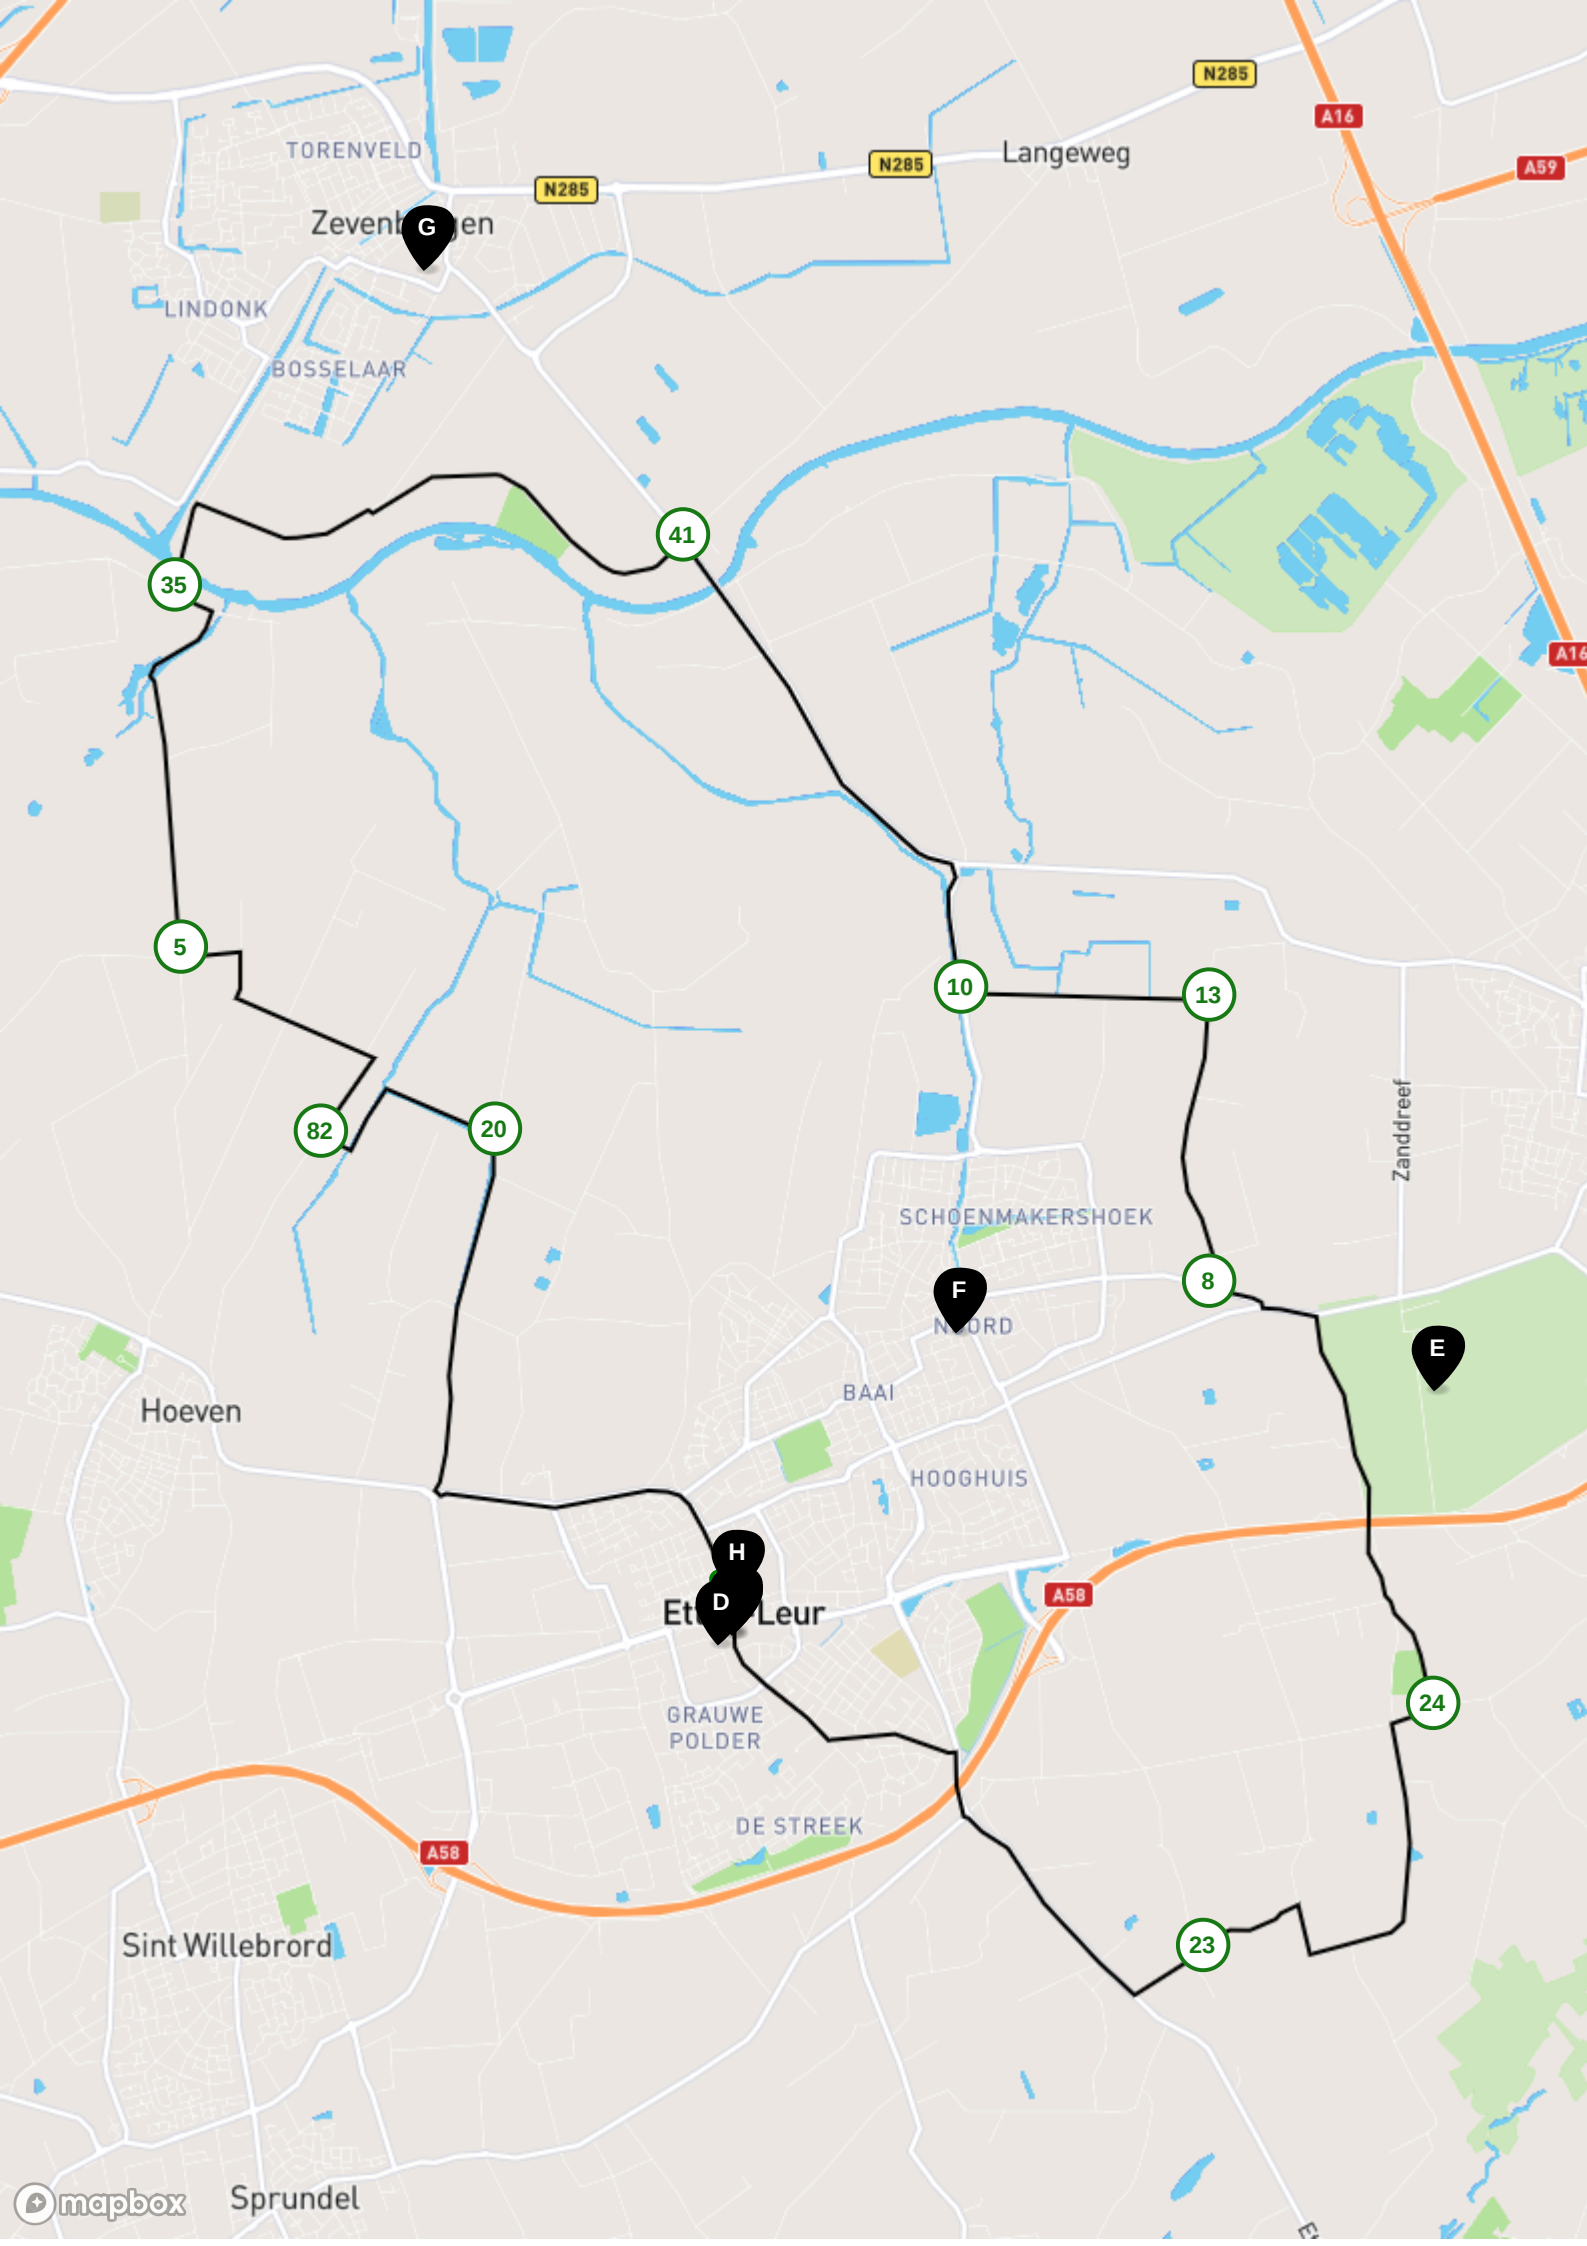 N285
A16
TORENVELD
Langeweg
N285
A59
N285
G
LINDONK
BOSSELAAR
41
35
A16
5
10
13
Zanddreef
82
20
SCHOENMAKERSHOEK
8
F
E
BAAI
Hoeven
HOOGHUIS
H
A58
D
Leur
24
GRAUWE
POLDER
DE STREEK
A58
23
Sint Willebrord
Sprundel
mapbox